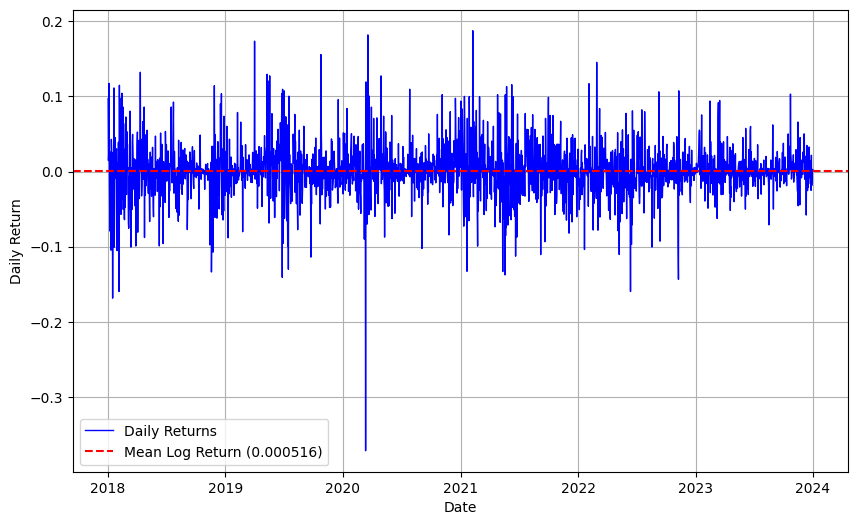 0.2
0.1
0.0
−0.1
−0.2
−0.3
Daily Return
Daily Returns
Mean Log Return (0.000516)
2018 2019 2020 2021 2022 2023 2024
Date